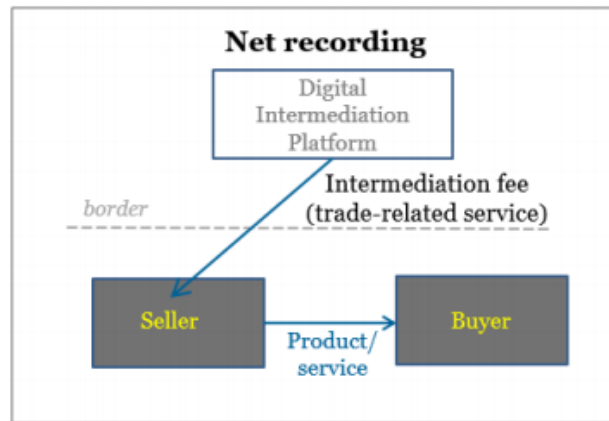 Net recording
Digital
Intermediation
Platform
Intermediation fee
(trade-related service)
border
Seller
Buyer
Product/
service